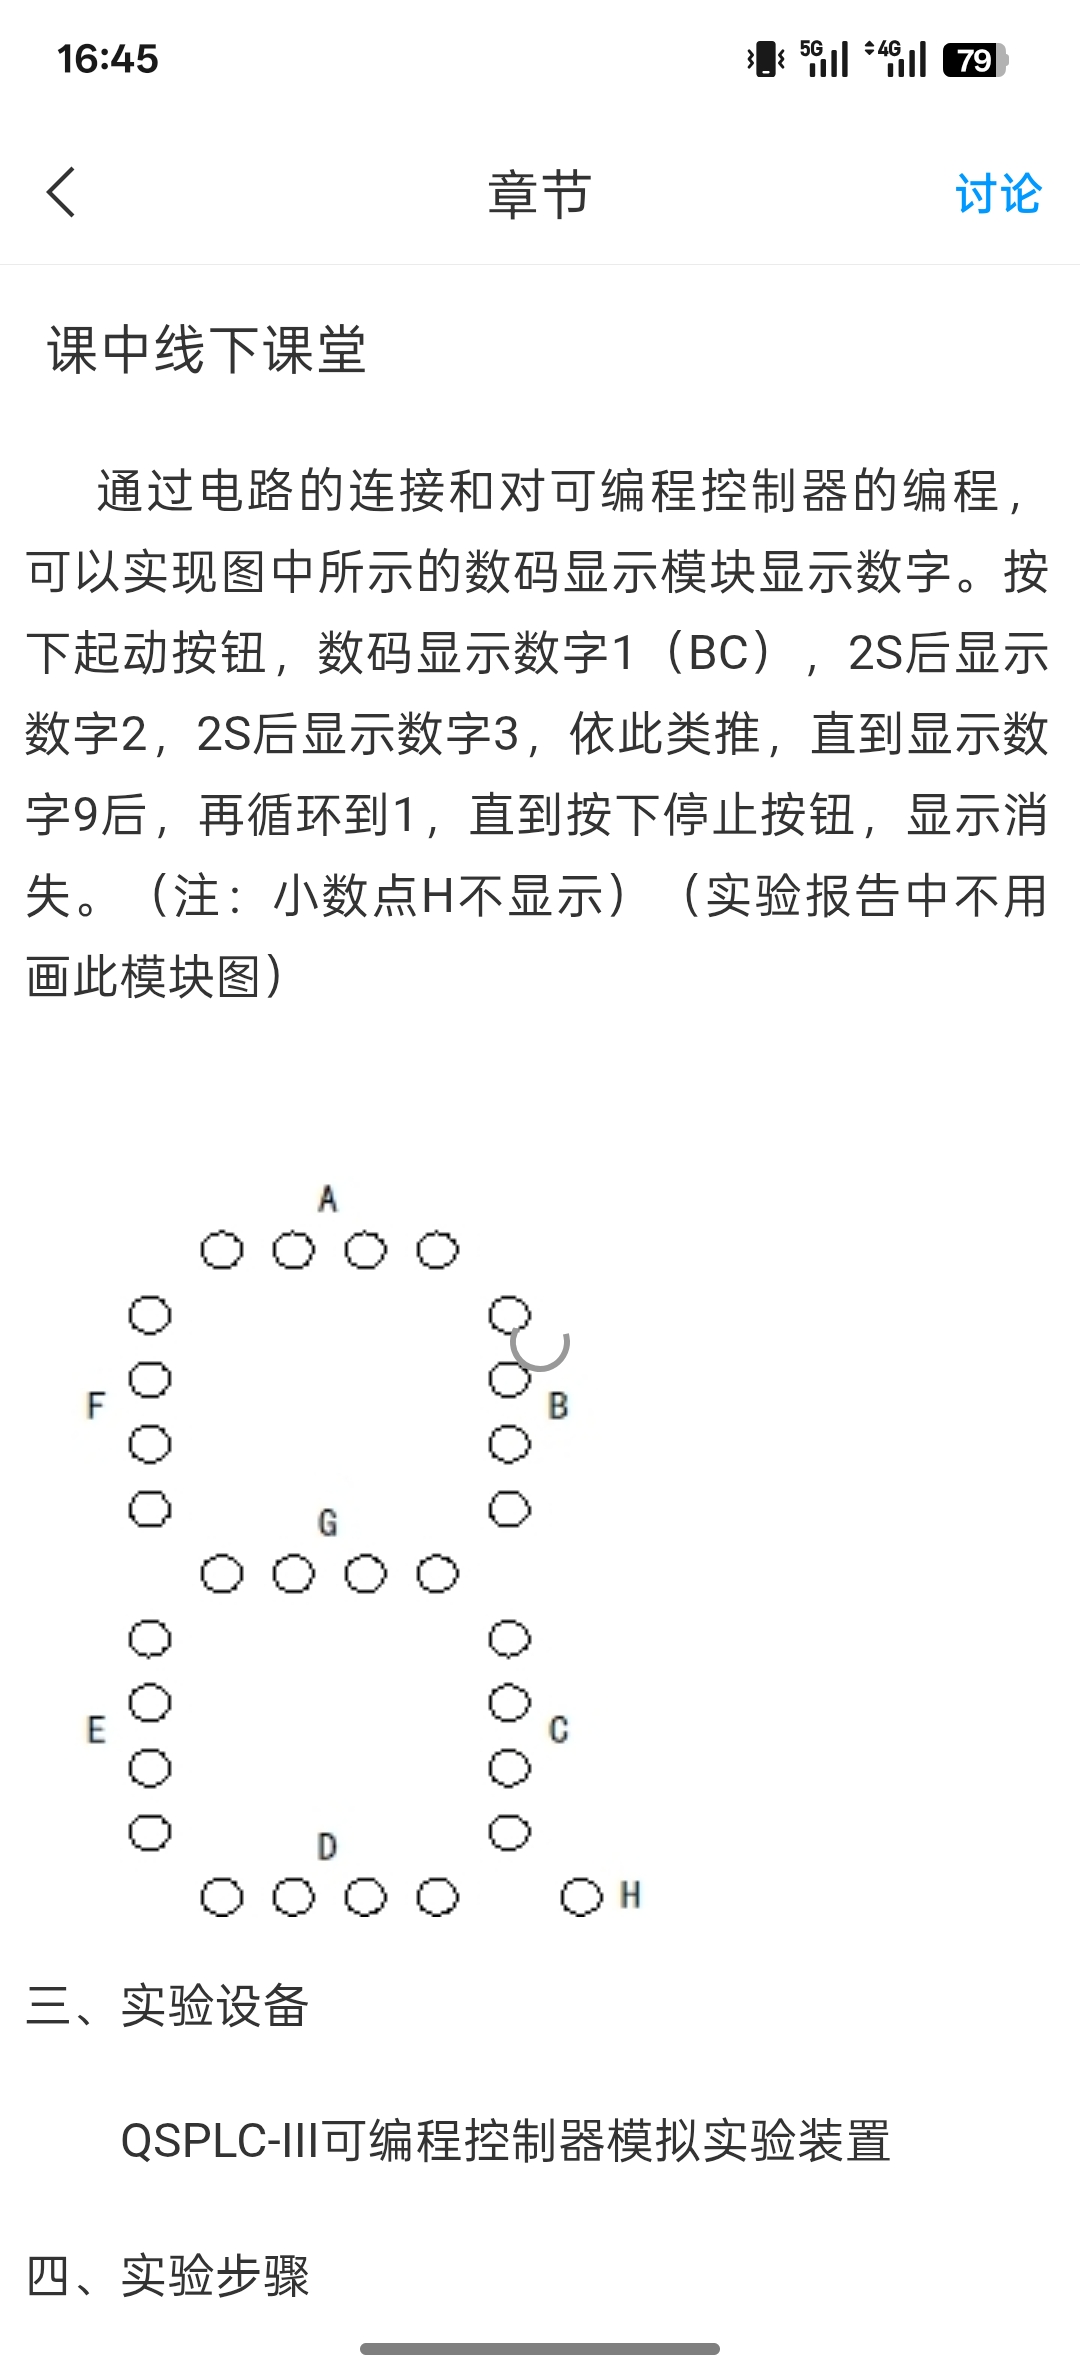 16:45
5G 4G 79
章节
讨论
课中线下课堂
通过电路的连接和对可编程控制器的编程，
可以实现图中所示的数码显示模块显示数字。按
下起动按钮，数码显示数字1（BC），2S后显示
数字2，2S后显示数字3，依此类推，直到显示数
字9后，再循环到1，直到按下停止按钮，显示消
失。（注：小数点H不显示）（实验报告中不用
画此模块图）
A
F
B
G
E
C
D
H
三、实验设备
QSPLC-III可编程控制器模拟实验装置
四、实验步骤